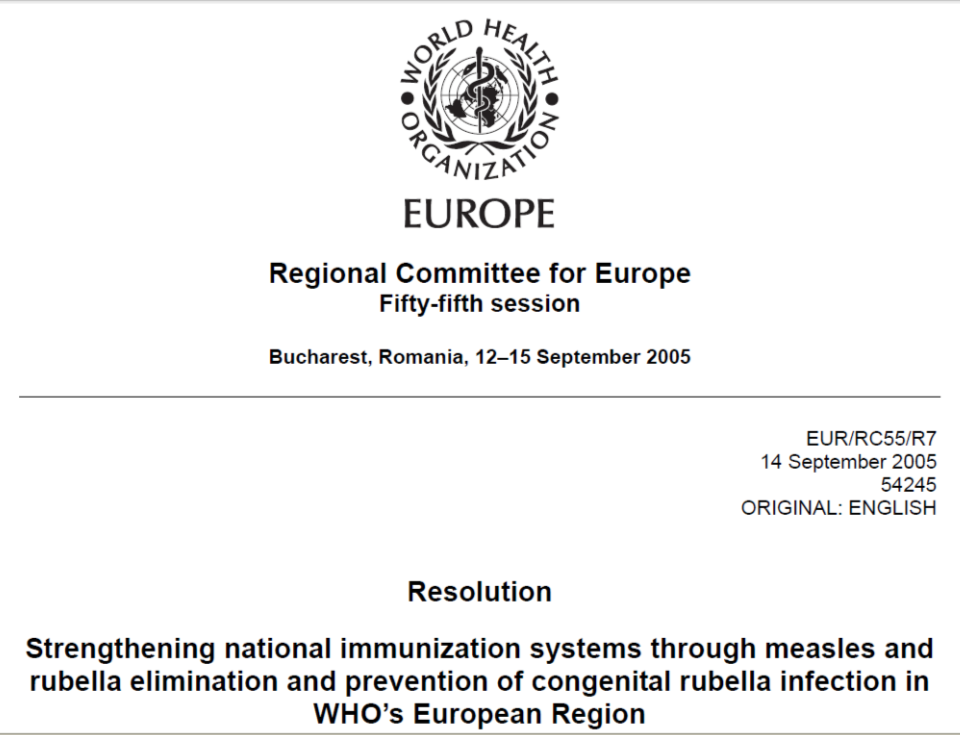 WORLD HEALTH
ORGANIZATION
EUROPE
Regional Committee for Europe
Fifty-fifth session
Bucharest, Romania, 12–15 September 2005
EUR/RC55/R7
14 September 2005
54245
ORIGINAL: ENGLISH
Resolution
Strengthening national immunization systems through measles and
rubella elimination and prevention of congenital rubella infection in
WHO’s European Region